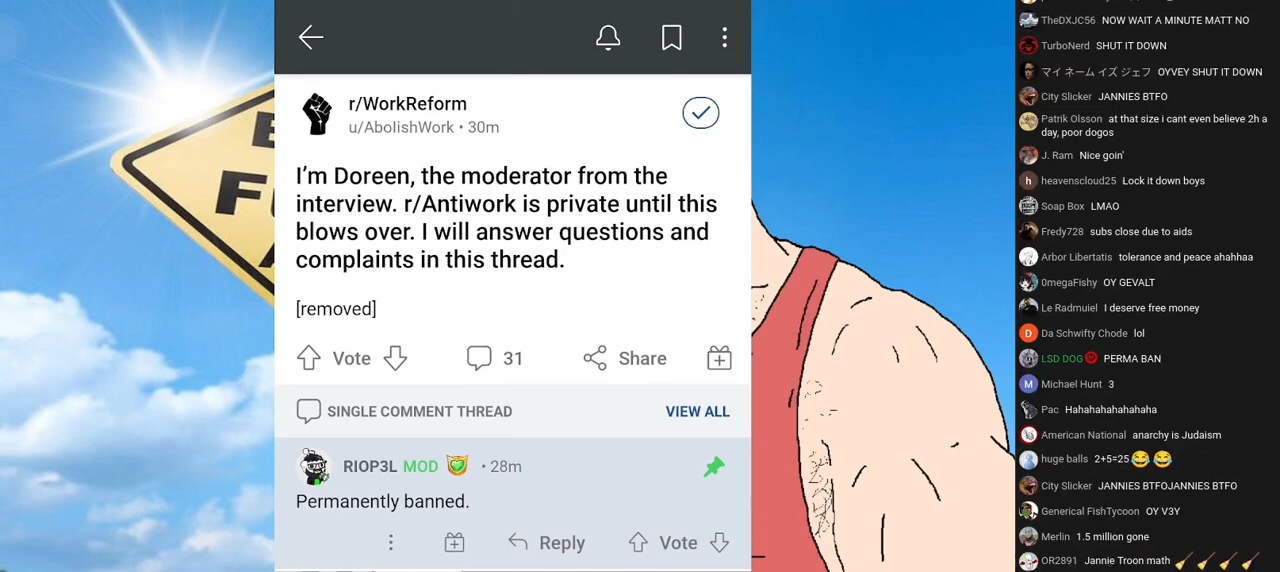 r/WorkReform
u/AbolishWork • 30m
I'm Doreen, the moderator from the
interview. r/Antiwork is private until this
blows over. I will answer questions and
complaints in this thread.
[removed]
Vote
31
Share
SINGLE COMMENT THREAD
VIEW ALL
RIOP3L MOD • 28m
Permanently banned.
Reply
Vote
TheDXJC56 NOW WAIT A MINUTE MATT NO
TurboNerd SHUT IT DOWN
マイ ネーム イズ ジェフ OYVEY SHUT IT DOWN
City Slicker JANNIES BTFO
Patrik Olsson at that size i cant even believe 2h a
day, poor dogos
J. Ram Nice goin'
heavenscloud25 Lock it down boys
Soap Box LMAO
Fredy728 subs close due to aids
Arbor Libertatis tolerance and peace ahahhaa
0megaFishy OY GEVALT
Le Radmuiel I deserve free money
Da Schwifty Chode lol
LSD DOG PERMA BAN
Michael Hunt 3
Pac Hahahahahahaha
American National anarchy is Judaism
huge balls 2+5=25😂 😂
City Slicker JANNIES BTFOJANNIES BTFO
Generical FishTycoon OY V3Y
Merlin 1.5 million gone
OR2891 Jannie Troon math 🧹 🧹 🧹 🧹